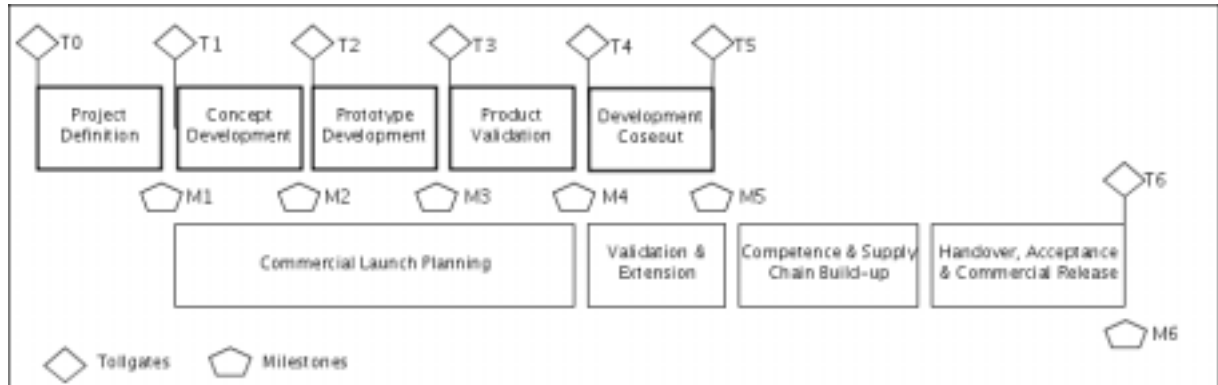 T0
T1
T2
T3
T4
T5
Project
Definition
Concept
Development
Prototype
Development
Product
Validation
Development
Coseout
T6
M1
M2
M3
M4
M5
Commercial Launch Planning
Validation &
Extension
Competence & Supply
Chain Build-up
Handover, Acceptance
& Commercial Release
M6
Tollgates
Milestones